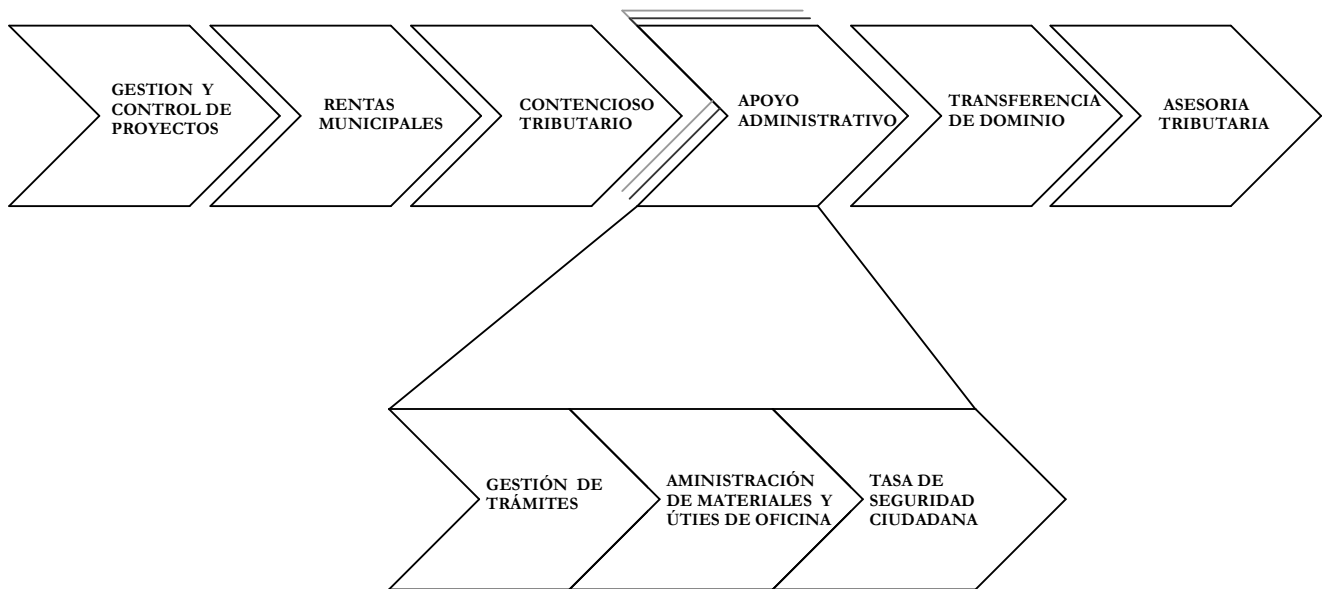 GESTION Y
CONTROL DE
PROYECTOS
RENTAS
MUNICIPALES
CONTENCIOSO
TRIBUTARIO
APOYO
ADMINISTRATIVO
TRANSFERENCIA
DE DOMINIO
ASESORIA
TRIBUTARIA
GESTIÓN DE
TRÁMITES
AMINISTRACIÓN
DE MATERIALES Y
ÚTIES DE OFICINA
TASA DE
SEGURIDAD
CIUDADANA